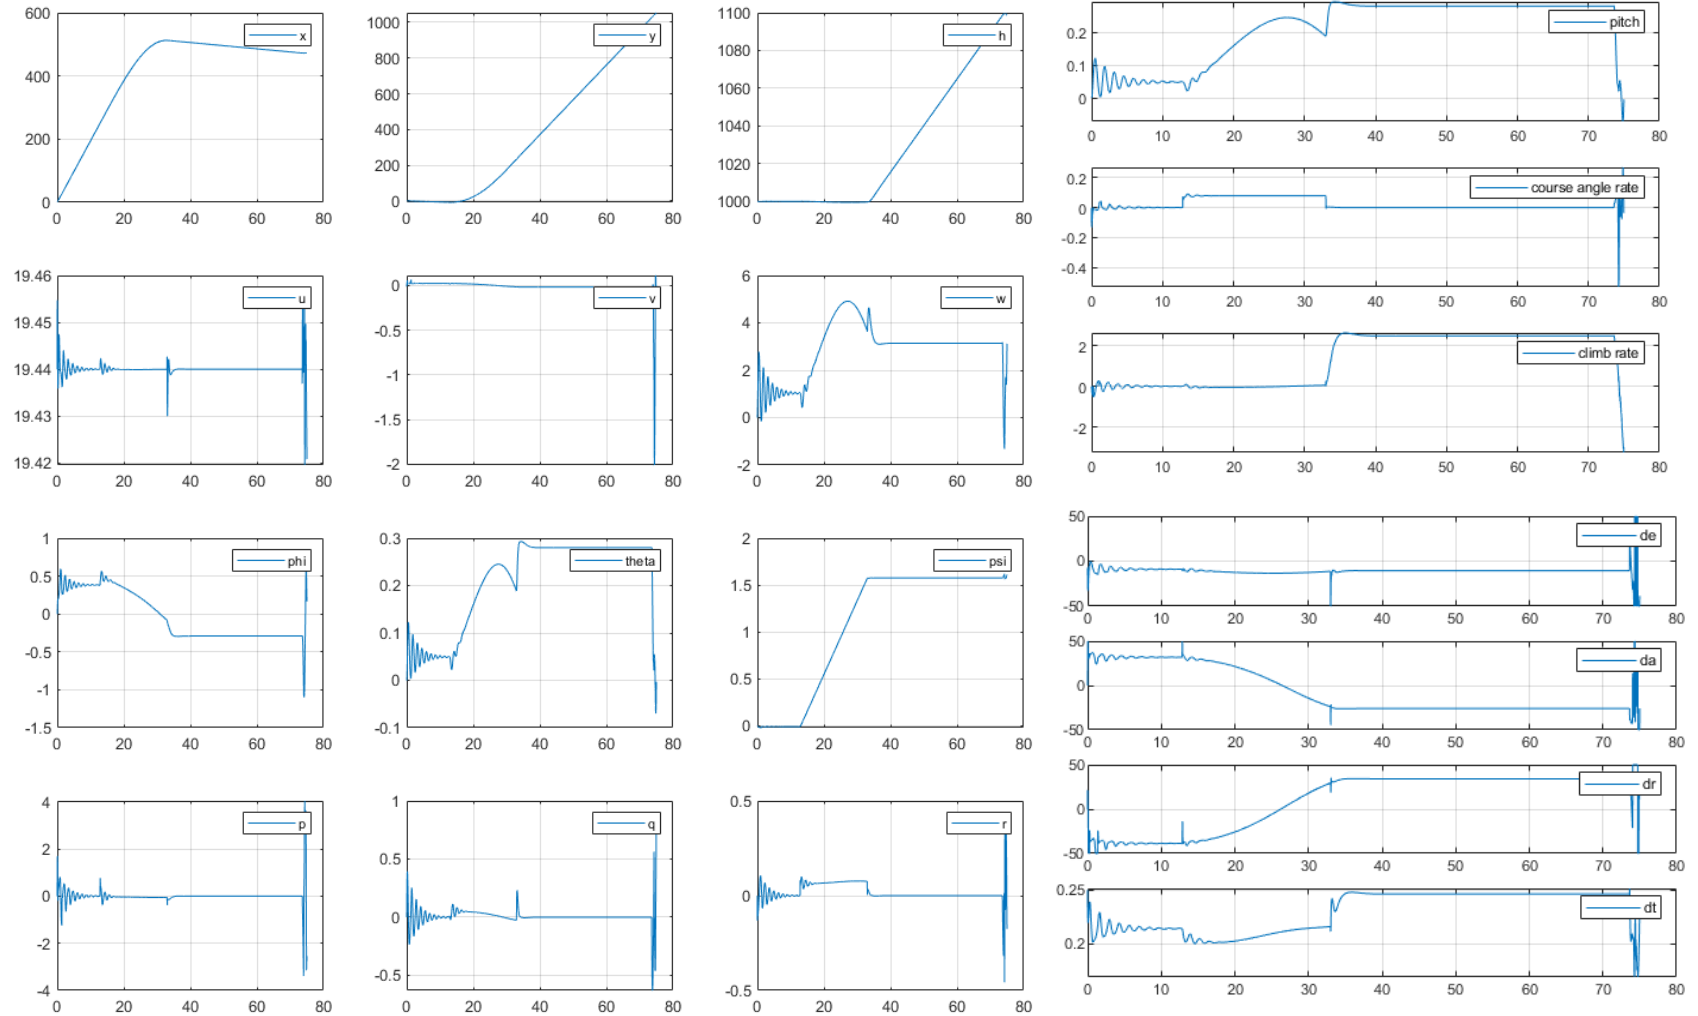 600
400
200
0
0 20 40 60 80
x
1000
800
600
400
200
0
0 20 40 60 80
y
1100
1080
1060
1040
1020
1000
0 20 40 60 80
h
19.46
19.45
19.44
19.43
19.42
0 20 40 60 80
u
0
-0.5
-1
-1.5
-2
0 20 40 60 80
v
6
4
2
0
-2
0 20 40 60 80
w
1
0.5
0
-0.5
-1
-1.5
0 20 40 60 80
phi
0.3
0.2
0.1
0
-0.1
0 20 40 60 80
theta
2
1.5
1
0.5
0
0 20 40 60 80
psi
4
2
0
-2
-4
0 20 40 60 80
p
1
0.5
0
-0.5
0 20 40 60 80
q
0.5
0
-0.5
0 20 40 60 80
r
0.2
0.1
0
0 10 20 30 40 50 60 70 80
pitch
0.2
0
-0.2
-0.4
0 10 20 30 40 50 60 70 80
course angle rate
2
0
-2
0 10 20 30 40 50 60 70 80
climb rate
50
0
-50
0 10 20 30 40 50 60 70 80
de
50
0
-50
0 10 20 30 40 50 60 70 80
da
50
0
-50
0 10 20 30 40 50 60 70 80
dr
0.25
0.2
0 10 20 30 40 50 60 70 80
dt